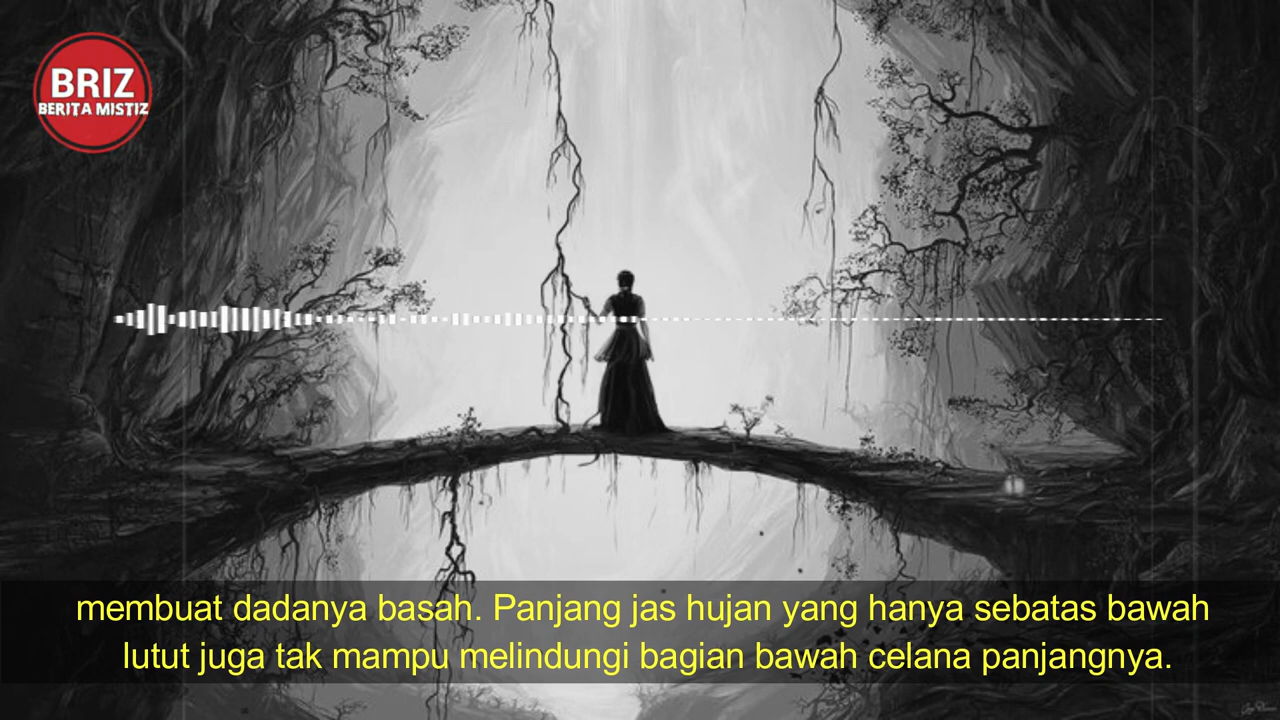 BRIZ
BERITA MISTIZ
membuat dadanya basah. Panjang jas hujan yang hanya sebatas bawah
lutut juga tak mampu melindungi bagian bawah celana panjangnya.